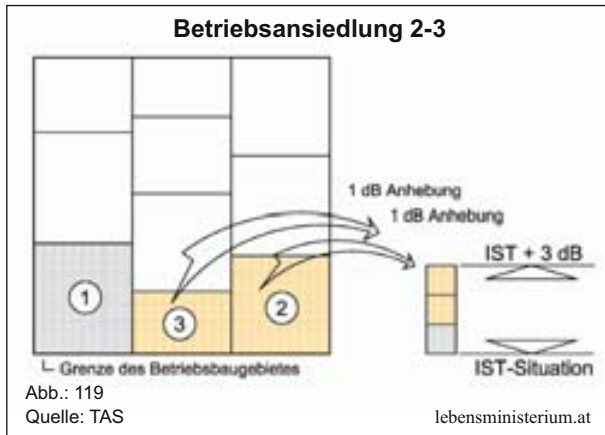 Betriebsansiedlung 2-3
1 dB Anhebung
1 dB Anhebung
IST + 3 dB
1
3
2
Grenze des Betriebsbaugebietes
IST-Situation
Abb.: 119
Quelle: TAS
lebensministerium.at